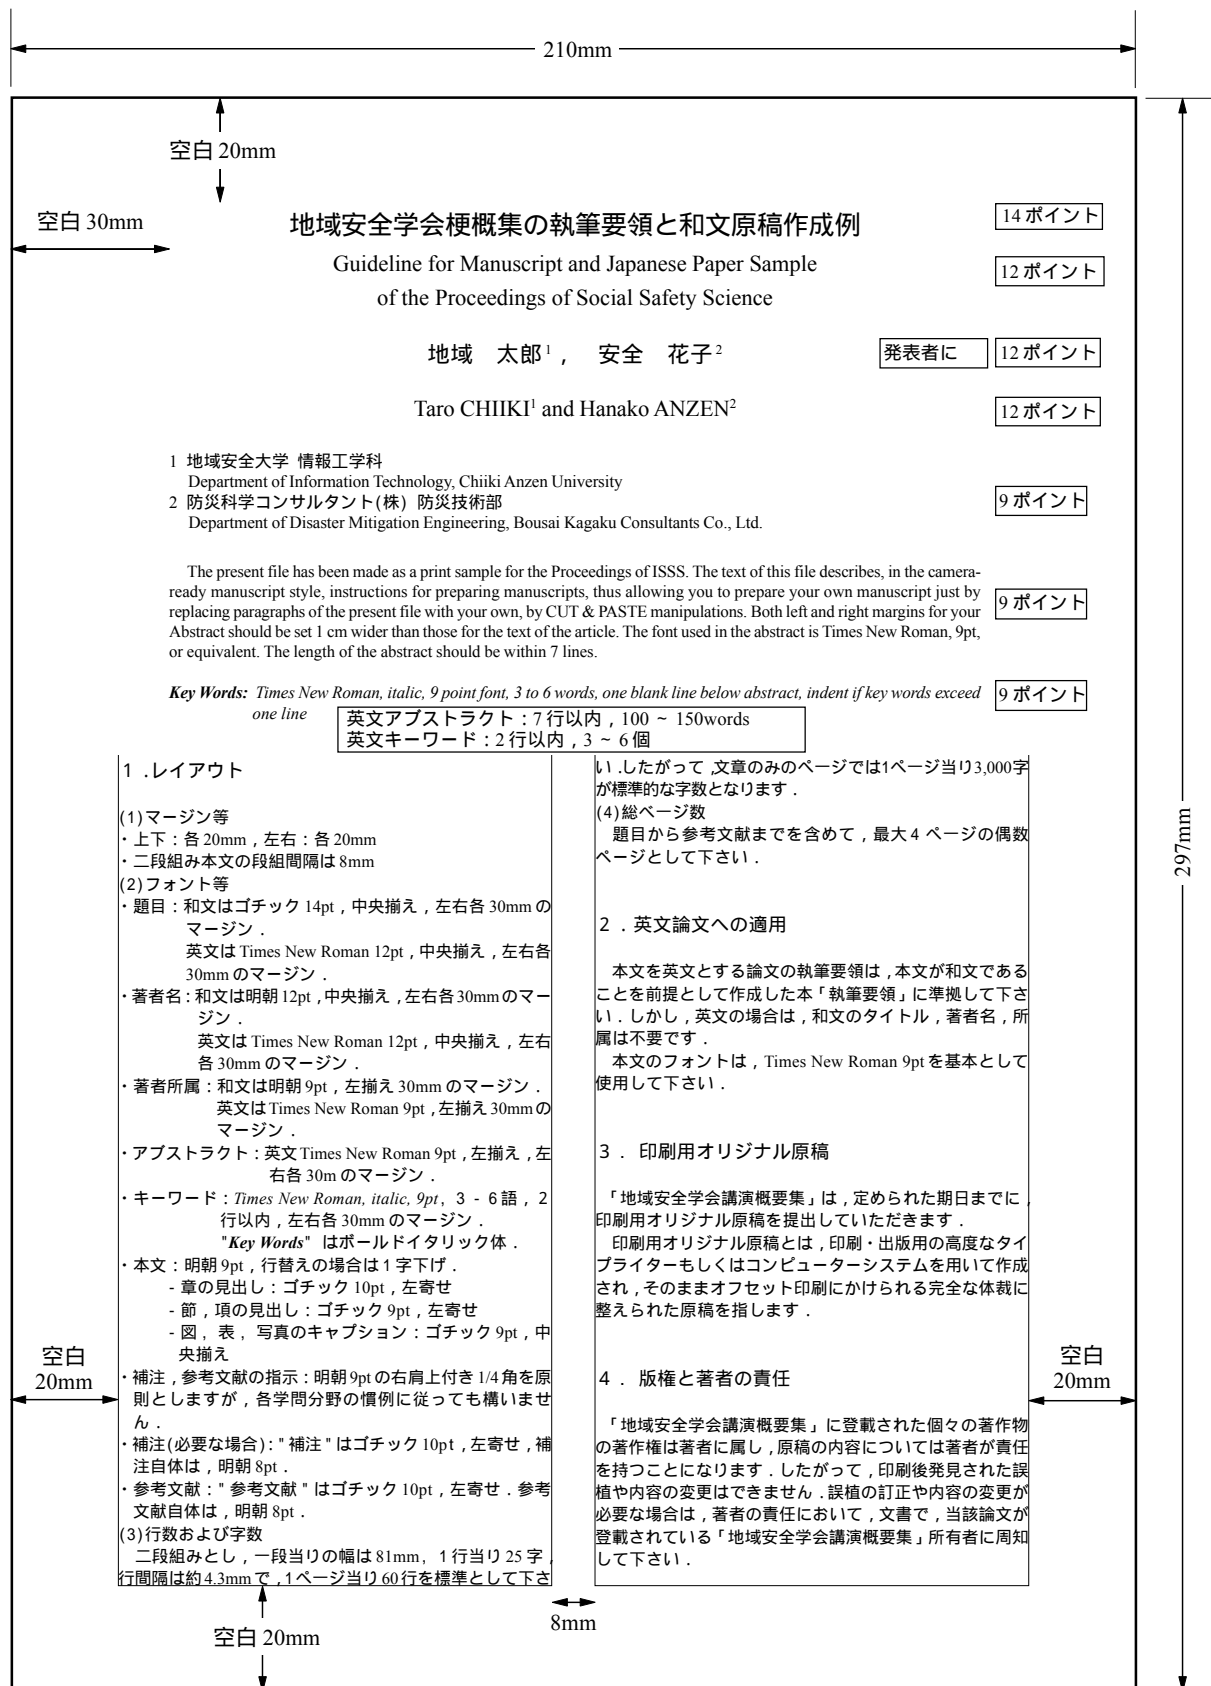 210mm
空白 20mm
空白 30mm
地域安全学会梗概集の執筆要領と和文原稿作成例
14 ポイント
Guideline for Manuscript and Japanese Paper Sample
of the Proceedings of Social Safety Science
12 ポイント
地域　太郎1 ，　安全　花子2
発表者に
12 ポイント
Taro CHIIKI1 and Hanako ANZEN2
12 ポイント
1 地域安全大学 情報工学科
Department of Information Technology, Chiiki Anzen University
2 防災科学コンサルタント(株) 防災技術部
Department of Disaster Mitigation Engineering, Bousai Kagaku Consultants Co., Ltd.
9 ポイント
The present file has been made as a print sample for the Proceedings of ISSS. The text of this file describes, in the camera-
ready manuscript style, instructions for preparing manuscripts, thus allowing you to prepare your own manuscript just by
replacing paragraphs of the present file with your own, by CUT & PASTE manipulations. Both left and right margins for your
Abstract should be set 1 cm wider than those for the text of the article. The font used in the abstract is Times New Roman, 9pt,
or equivalent. The length of the abstract should be within 7 lines.
9 ポイント
Key Words: Times New Roman, italic, 9 point font, 3 to 6 words, one blank line below abstract, indent if key words exceed
one line
9 ポイント
英文アブストラクト：7 行以内，100 ~ 150words
英文キーワード：2 行以内，3 ~ 6 個
１．レイアウト
(1)マージン等
・上下：各 20mm，左右：各 20mm
・二段組み本文の段組間隔は 8mm
(2)フォント等
・題目：和文はゴチック 14pt，中央揃え，左右各 30mm の
マージン．
英文は Times New Roman 12pt，中央揃え，左右各
30mm のマージン．
・著者名：和文は明朝 12pt，中央揃え，左右各 30mm のマー
ジン．
英文は Times New Roman 12pt，中央揃え，左右
各 30mm のマージン．
・著者所属：和文は明朝 9pt，左揃え 30mm のマージン．
英文は Times New Roman 9pt，左揃え 30mm の
マージン．
・アブストラクト：英文 Times New Roman 9pt，左揃え，左
右各 30m のマージン．
・キーワード：Times New Roman, italic, 9pt，３-６語，２
行以内，左右各 30mm のマージン．
"Key Words" はボールドイタリック体．
・本文：明朝 9pt，行替えの場合は１字下げ．
- 章の見出し：ゴチック 10pt，左寄せ
- 節，項の見出し：ゴチック 9pt，左寄せ
- 図，表，写真のキャプション：ゴチック 9pt，中
央揃え
・補注，参考文献の指示：明朝 9pt の右肩上付き 1/4 角を原
則としますが，各学問分野の慣例に従っても構いませ
ん．
・補注(必要な場合)："補注"はゴチック 10pt，左寄せ，補
注自体は，明朝 8pt．
・参考文献："参考文献"はゴチック 10pt，左寄せ．参考
文献自体は，明朝 8pt．
(3)行数および字数
二段組みとし，一段当りの幅は 81mm，１行当り 25 字，
行間隔は約 4.3mm で，1 ページ当り 60 行を標準として下さ
い．したがって，文章のみのページでは1ページ当り3,000字
が標準的な字数となります．
(4)総ページ数
題目から参考文献までを含めて，最大４ページの偶数
ページとして下さい．
２．英文論文への適用
本文を英文とする論文の執筆要領は，本文が和文である
ことを前提として作成した本「執筆要領」に準拠して下さ
い．しかし，英文の場合は，和文のタイトル，著者名，所
属は不要です．
本文のフォントは，Times New Roman 9pt を基本として
使用して下さい．
３．印刷用オリジナル原稿
「地域安全学会講演概要集」は，定められた期日までに，
印刷用オリジナル原稿を提出していただきます．
印刷用オリジナル原稿とは，印刷・出版用の高度なタイ
プライターもしくはコンピューターシステムを用いて作成
され，そのままオフセット印刷にかけられる完全な体裁に
整えられた原稿を指します．
４．版権と著者の責任
「地域安全学会講演概要集」に登載された個々の著作物
の著作権は著者に属し，原稿の内容については著者が責任
を持つことになります．したがって，印刷後発見された誤
植や内容の変更はできません．誤植の訂正や内容の変更が
必要な場合は，著者の責任において，文書で，当該論文が
登載されている「地域安全学会講演概要集」所有者に周知
して下さい．
空白
20mm
空白
20mm
297mm
8mm
空白 20mm